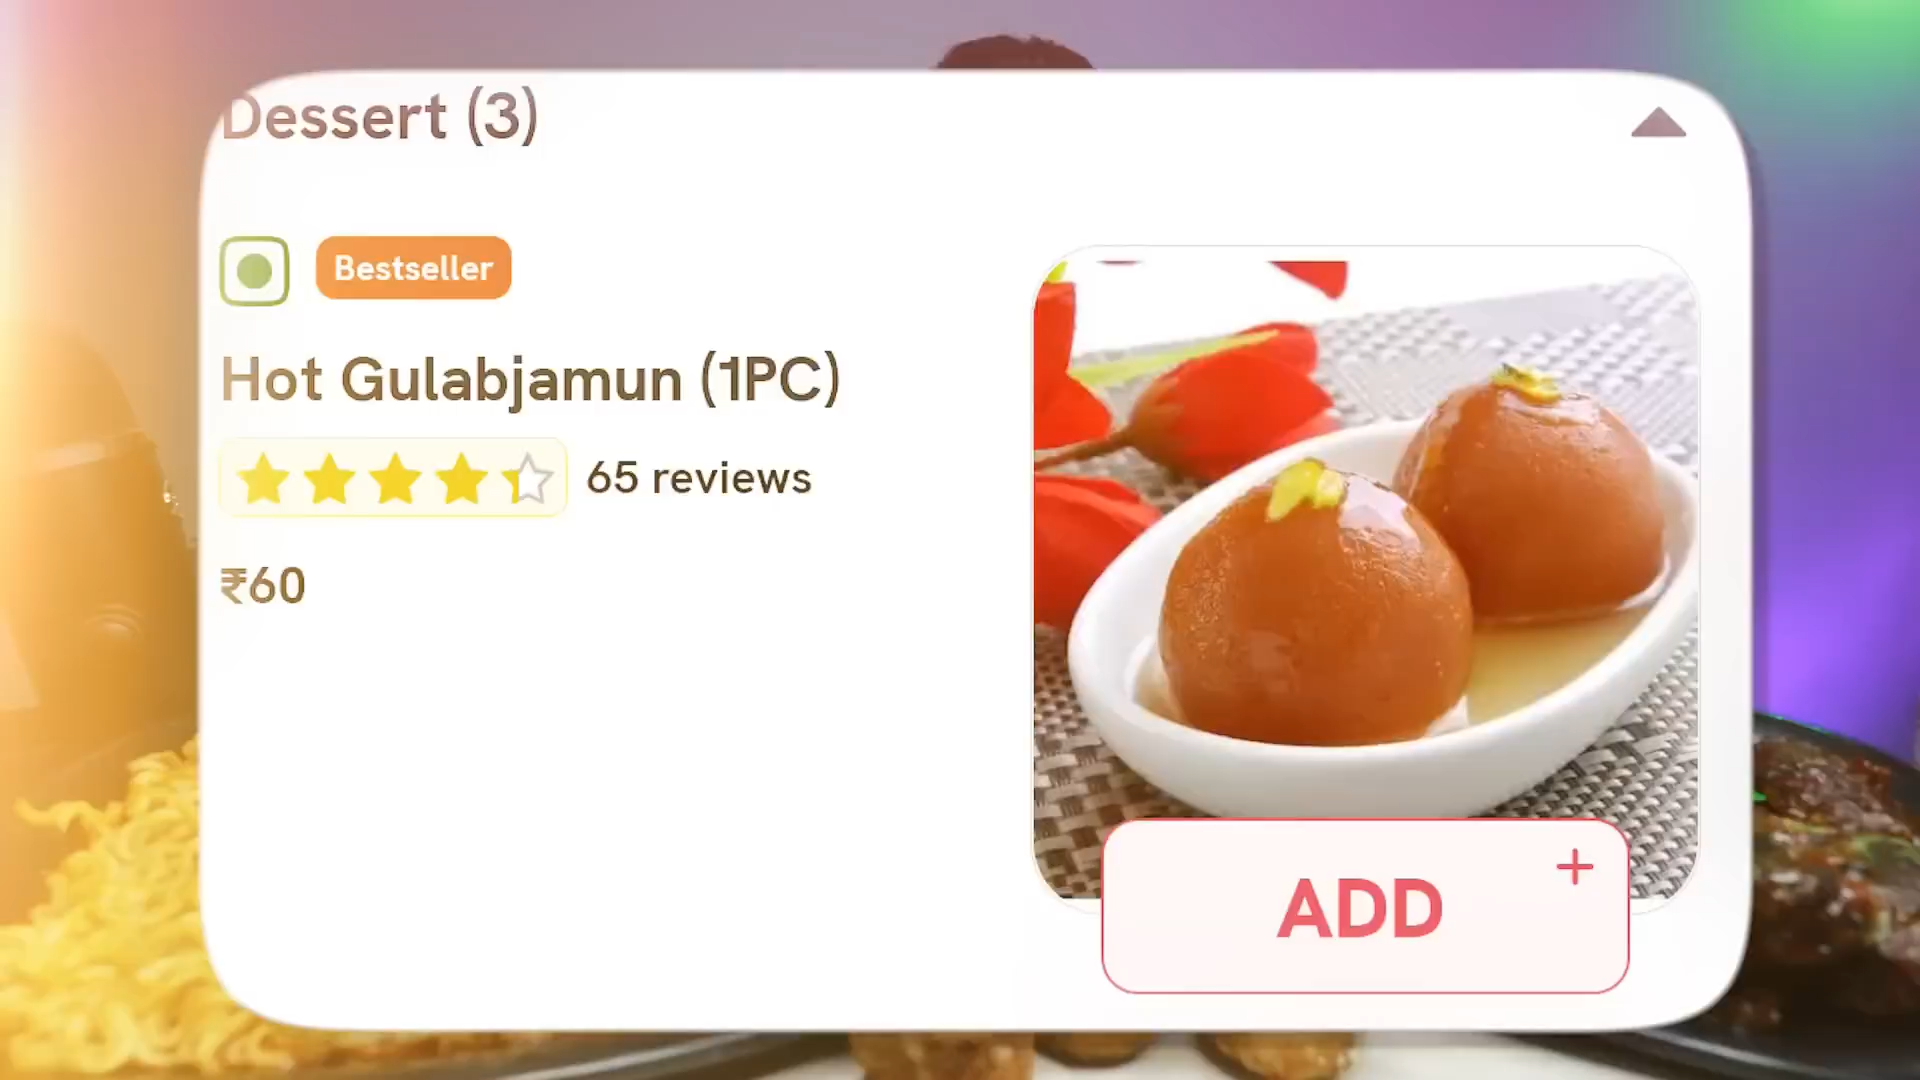 Dessert (3)
Bestseller
Hot Gulabjamun (1PC)
65 reviews
₹60
ADD
+